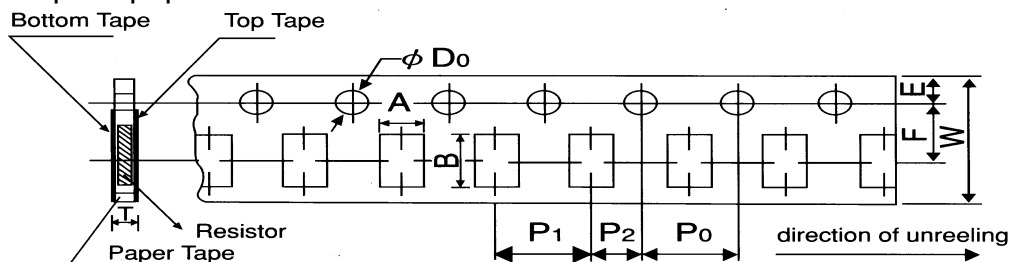 Bottom Tape
Top Tape
ϕ D0
A
B
E
F
W
T
Resistor
Paper Tape
P1
P2
P0
direction of unreeling